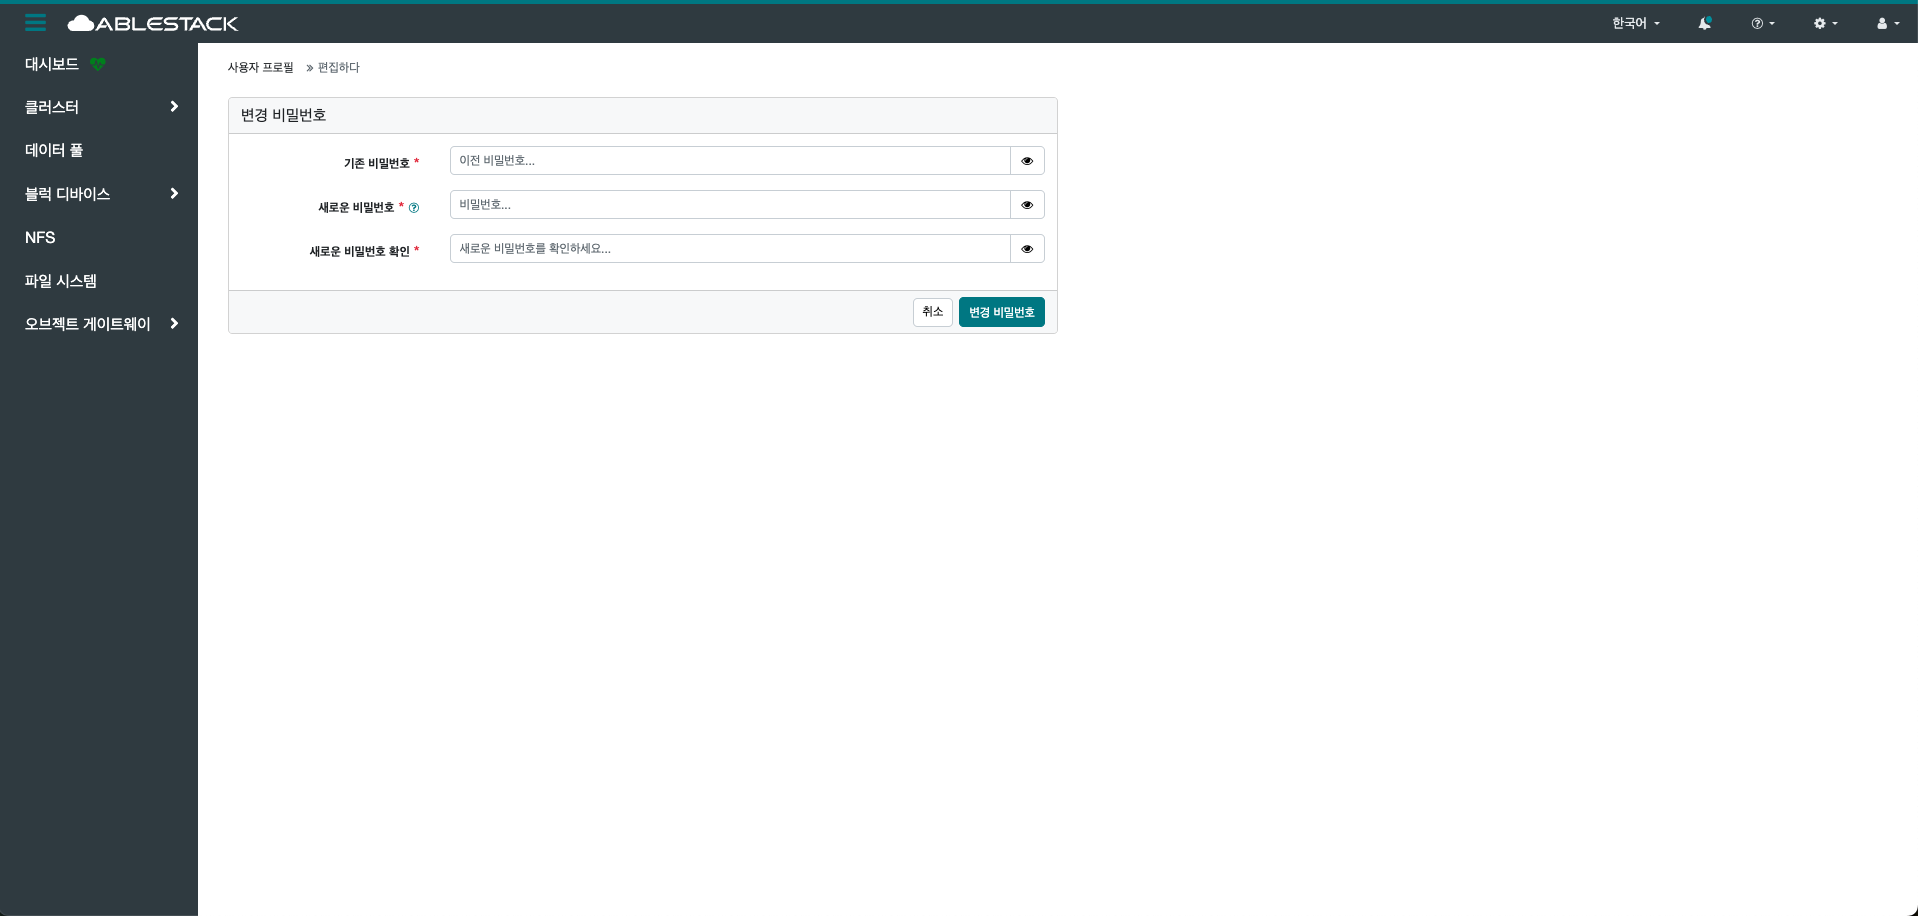 ABLESTACK
한국어
대시보드
클러스터
데이터 풀
블럭 디바이스
NFS
파일 시스템
오브젝트 게이트웨이
사용자 프로필 » 편집하다
변경 비밀번호
기존 비밀번호 * 이전 비밀번호...
새로운 비밀번호 * 비밀번호...
새로운 비밀번호 확인 * 새로운 비밀번호를 확인하세요...
취소 변경 비밀번호